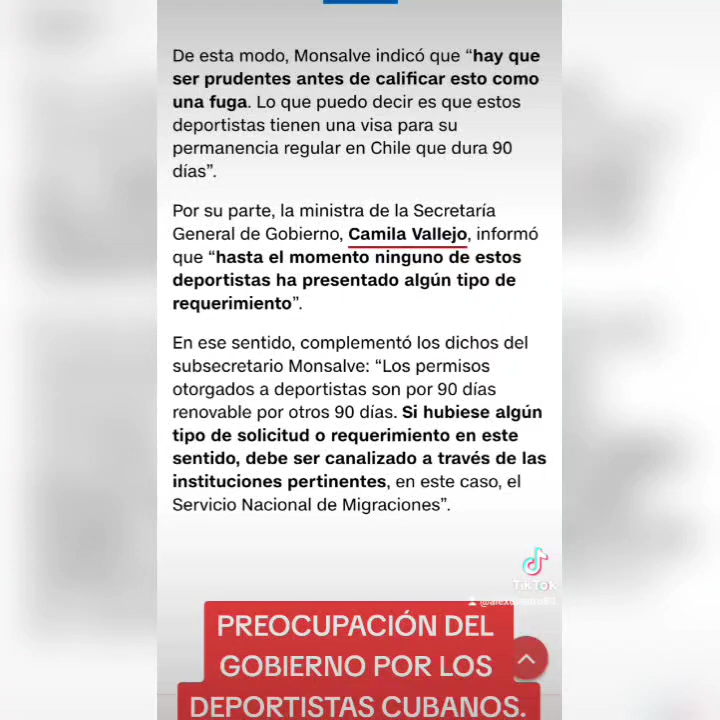 De esta modo, Monsalve indicó que “hay que
ser prudentes antes de calificar esto como
una fuga. Lo que puedo decir es que estos
deportistas tienen una visa para su
permanencia regular en Chile que dura 90
días”.
Por su parte, la ministra de la Secretaría
General de Gobierno, Camila Vallejo, informó
que “hasta el momento ninguno de estos
deportistas ha presentado algún tipo de
requerimiento”.
En ese sentido, complementó los dichos del
subsecretario Monsalve: “Los permisos
otorgados a deportistas son por 90 días
renovable por otros 90 días. Si hubiese algún
tipo de solicitud o requerimiento en este
sentido, debe ser canalizado a través de las
instituciones pertinentes, en este caso, el
Servicio Nacional de Migraciones”.
TikTok
PREOCUPACIÓN DEL
GOBIERNO POR LOS
DEPORTISTAS CUBANOS.